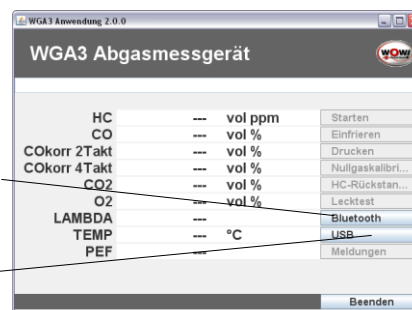 WGA3 Anwendung 2.0.0
WGA3 Abgasmessgerät
WOW!
HC --- vol ppm Starten
CO --- vol % Einfrieren
COkorr 2Takt --- vol % Drucken
COkorr 4Takt --- vol % Nullgaskalibri...
CO2 --- vol % HC-Rückstan...
O2 --- vol % Lecktest
LAMBDA --- Bluetooth
TEMP --- °C USB
PEF --- Meldungen
Beenden